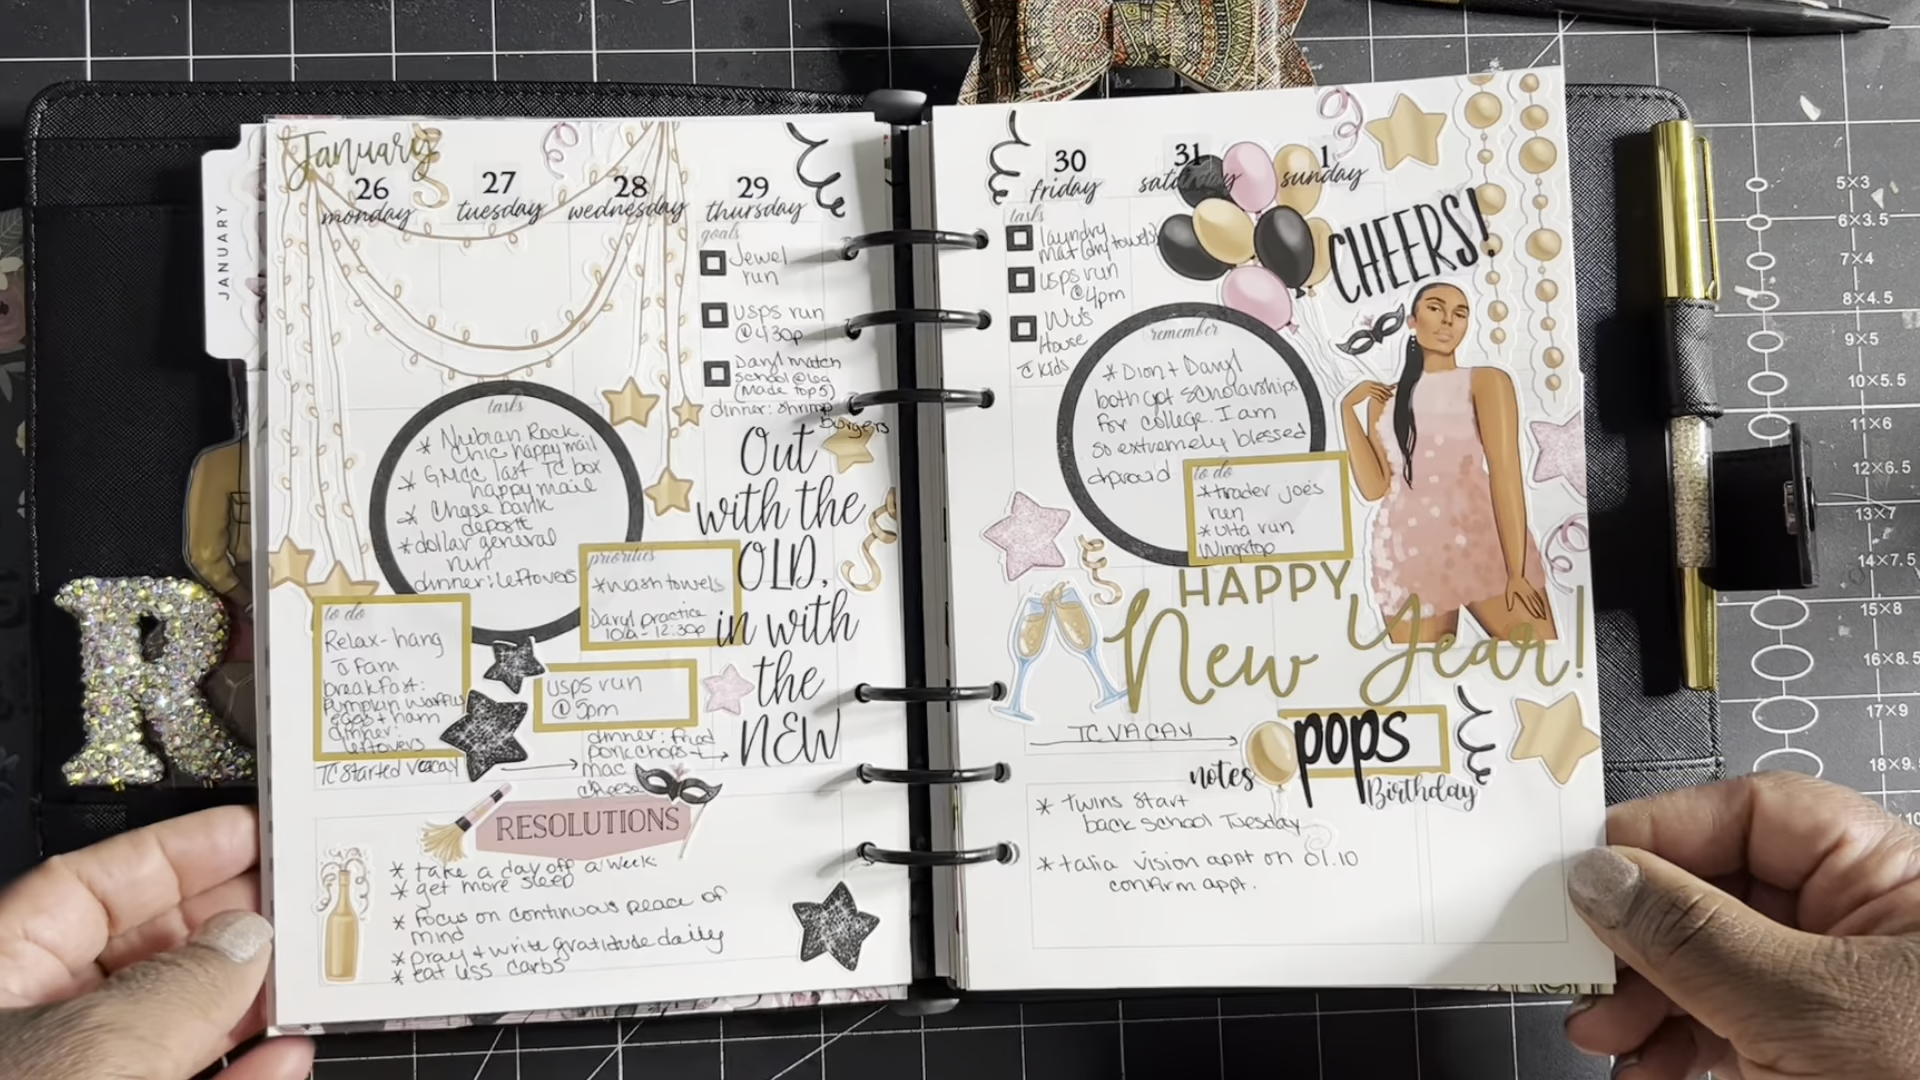 January
JANUARY
26
monday
27
tuesday
28
wednesday
29
thursday
goals
Jewel
run
USPS run
@430p
Daryl match
(Made top 5)
dinner: shrimp
Burgers
tasks
* Nubian Rock
Chic happy mail
* GMCC last TC box
happy mail
* Chase bank
deposit
* dollar general
run
dinner: leftovers
priorities
* wash towels
Daryl practice
10a - 12:30p
to do
Relax - hang
fam
breakfast:
pumpkin waffles
eggs + ham
dinner:
leftovers
TC started vacay
USPS run
@ 5pm
dinner: fried
porkchops +
mac
cheese
Out
with the
OLD,
in with
the
NEW
RESOLUTIONS
* take a day off a week
* get more sleep
* focus on continuous peace of
mind
* pray + write gratitude daily
* eat less carbs
30
friday
31
saturday
1
sunday
tasks
laundry
mat (dry towels)
USPS run
@4pm
House
kids
CHEERS!
remember
* Dion + Daryl
both got scholarships
for college. I am
so extremely blessed
& proud
to do
* trader joe's
run
* ulta run
Wingstop
HAPPY
New Year!
TC VACAY
pops
Birthday
notes
* twins start
back school Tuesday
* talia vision appt on 01.10
confirm appt.
R
5×3
6×3.5
7×4
8×4.5
9×5
10×5.5
11×6
12×6.5
13×7
14×7.5
15×8
16×8.5
17×9
18×9.5